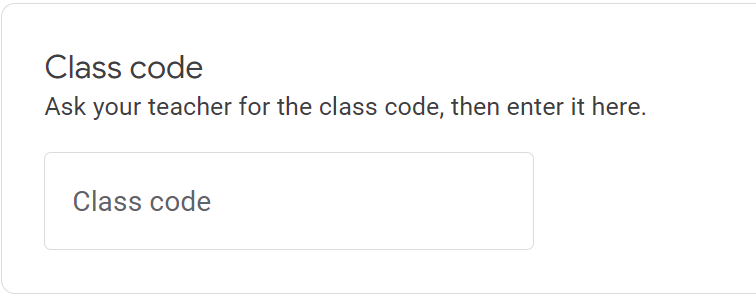 Class code
Ask your teacher for the class code, then enter it here.
Class code